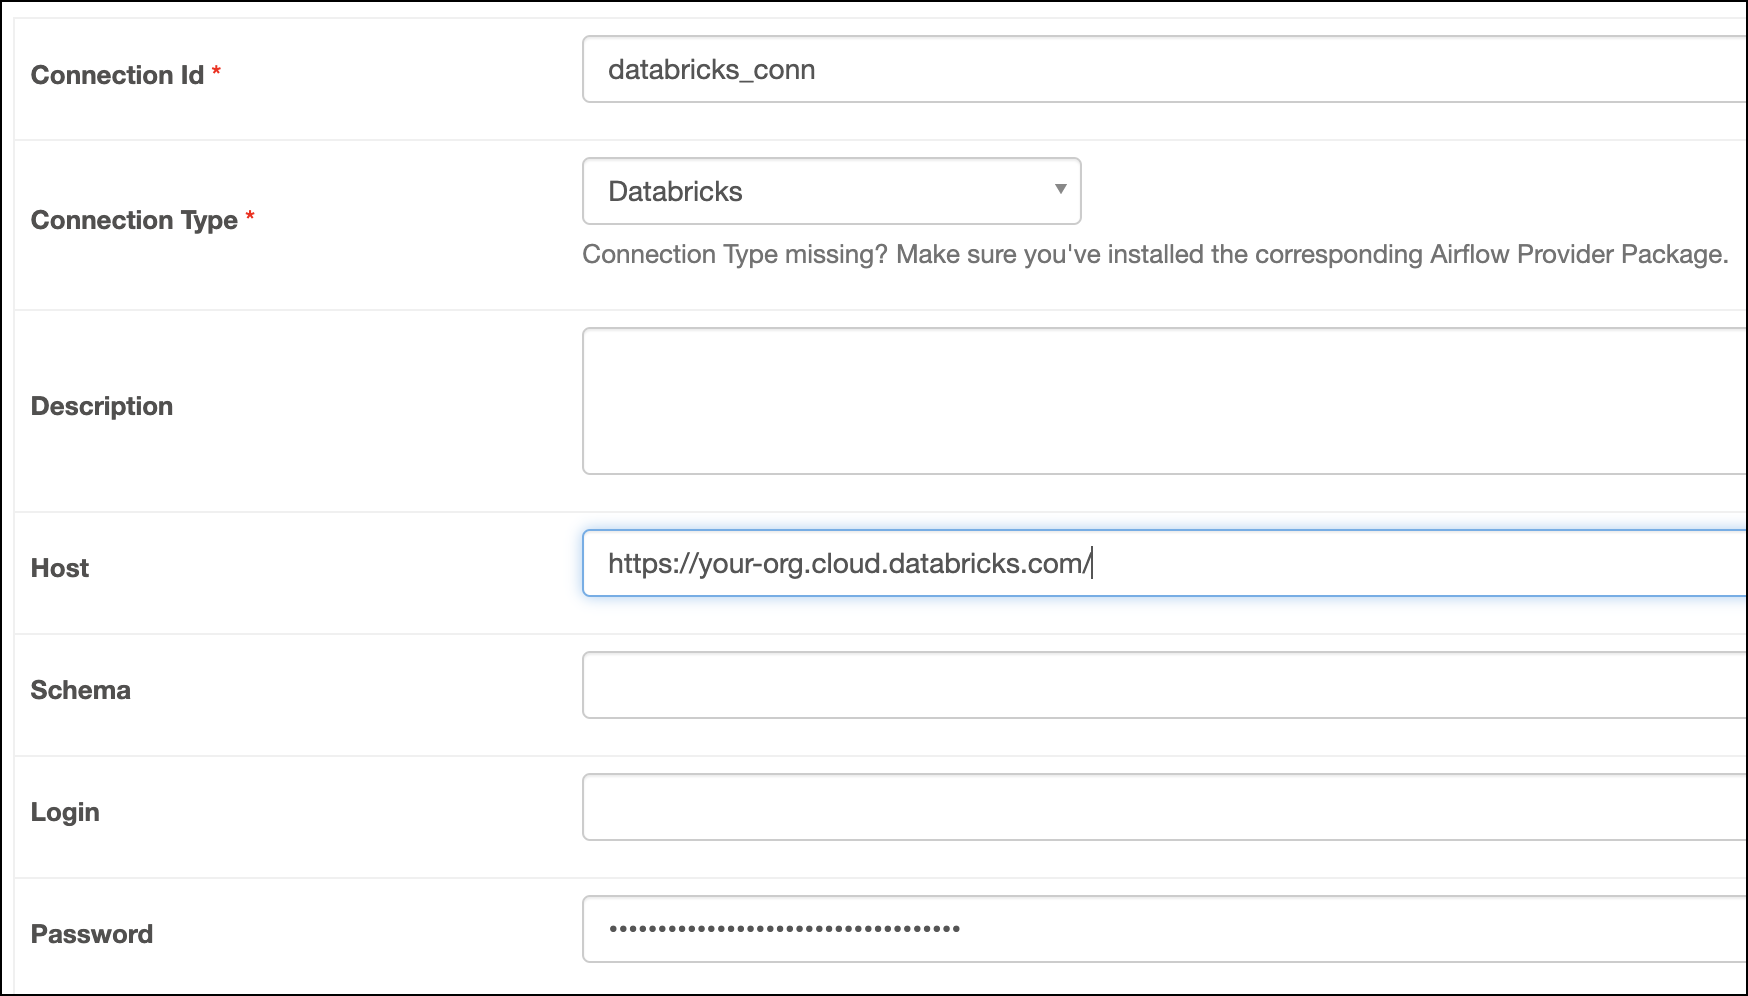 Connection Id *
databricks_conn
Connection Type *
Databricks
Connection Type missing? Make sure you've installed the corresponding Airflow Provider Package.
Description
Host
https://your-org.cloud.databricks.com/
Schema
Login
Password
••••••••••••••••••••••••••••••••••••